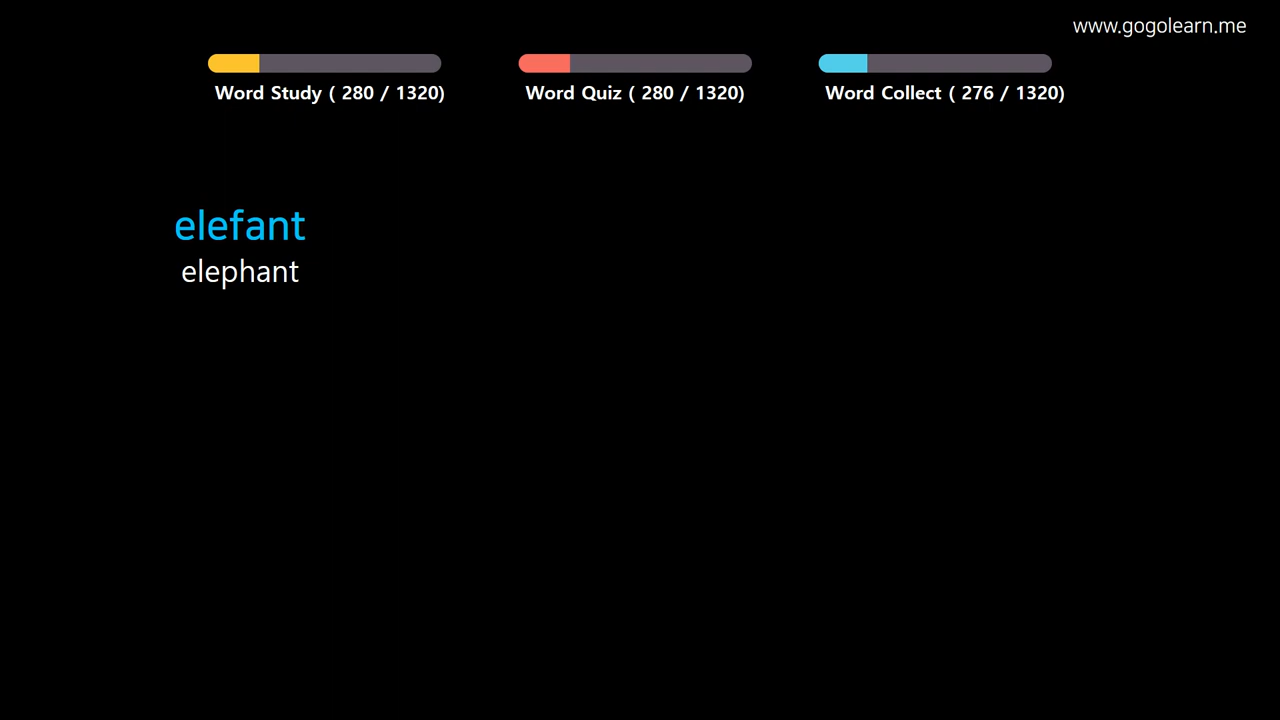 www.gogolearn.me
Word Study ( 280 / 1320)
Word Quiz ( 280 / 1320)
Word Collect ( 276 / 1320)
elefant
elephant